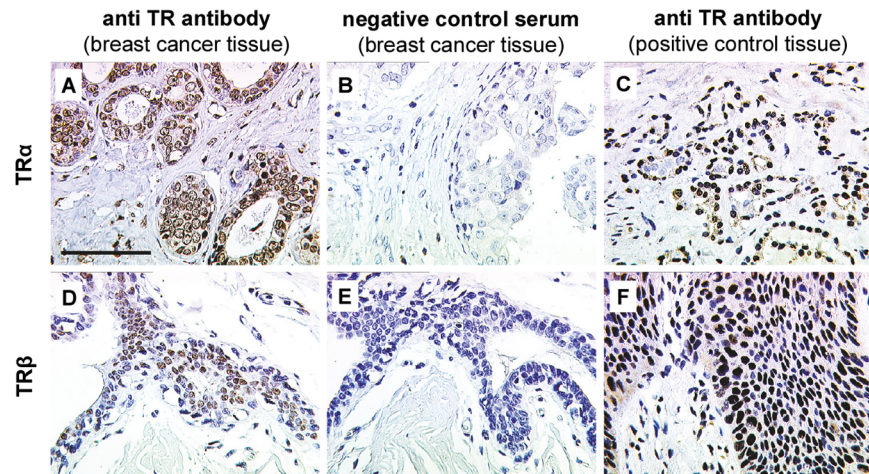 anti TR antibody
(breast cancer tissue)
negative control serum
(breast cancer tissue)
anti TR antibody
(positive control tissue)
TRα
A
B
C
TRβ
D
E
F